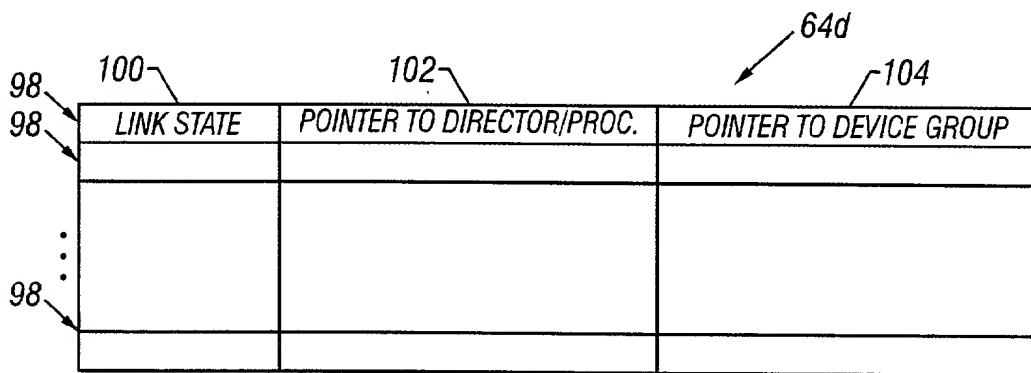 64d
100 102 104
98 LINK STATE POINTER TO DIRECTOR/PROC. POINTER TO DEVICE GROUP
98
98